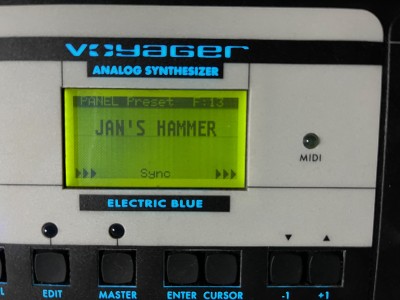 VOYAGER
ANALOG SYNTHESIZER
PANEL Preset F:13
JAN'S HAMMER
Sync
MIDI
ELECTRIC BLUE
EDIT MASTER ENTER CURSOR -1 +1